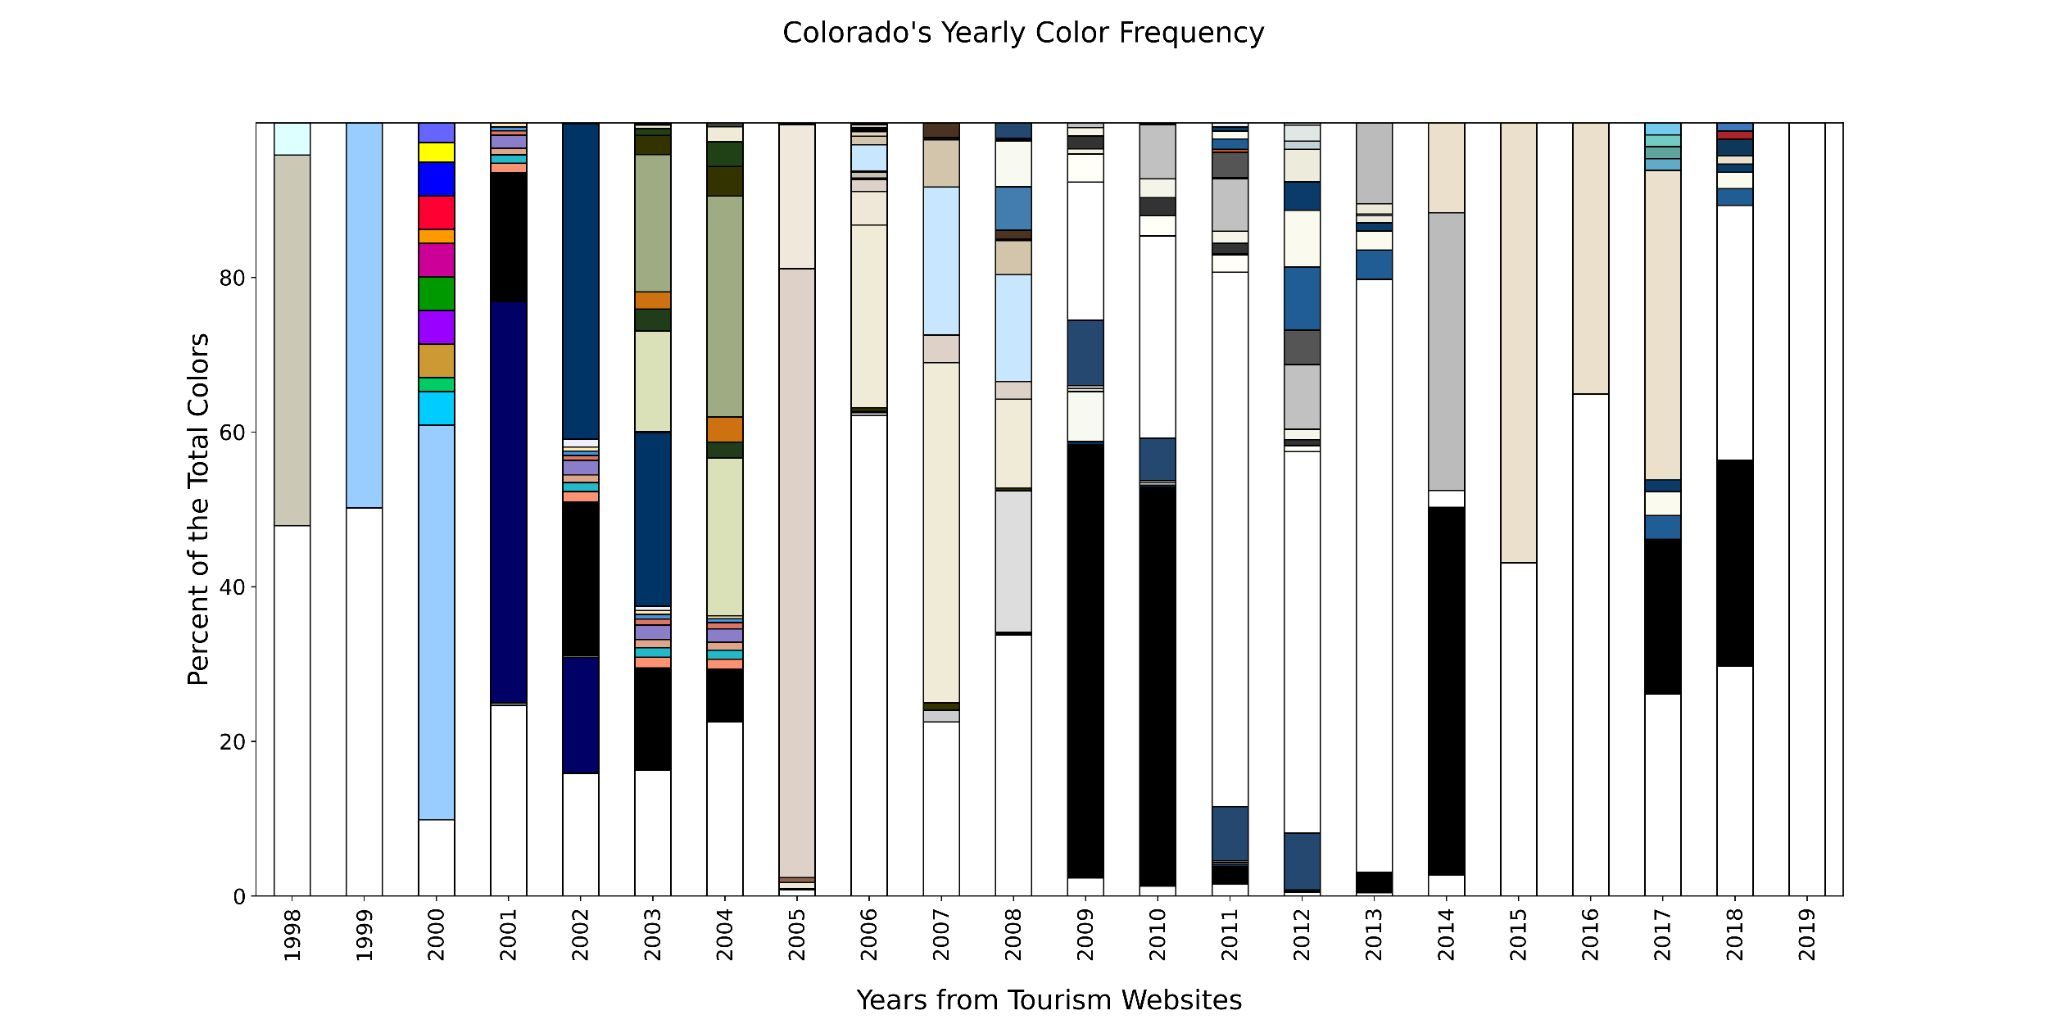 Colorado's Yearly Color Frequency
Percent of the Total Colors
80
60
40
20
0
1998 1999 2000 2001 2002 2003 2004 2005 2006 2007 2008 2009 2010 2011 2012 2013 2014 2015 2016 2017 2018 2019
Years from Tourism Websites